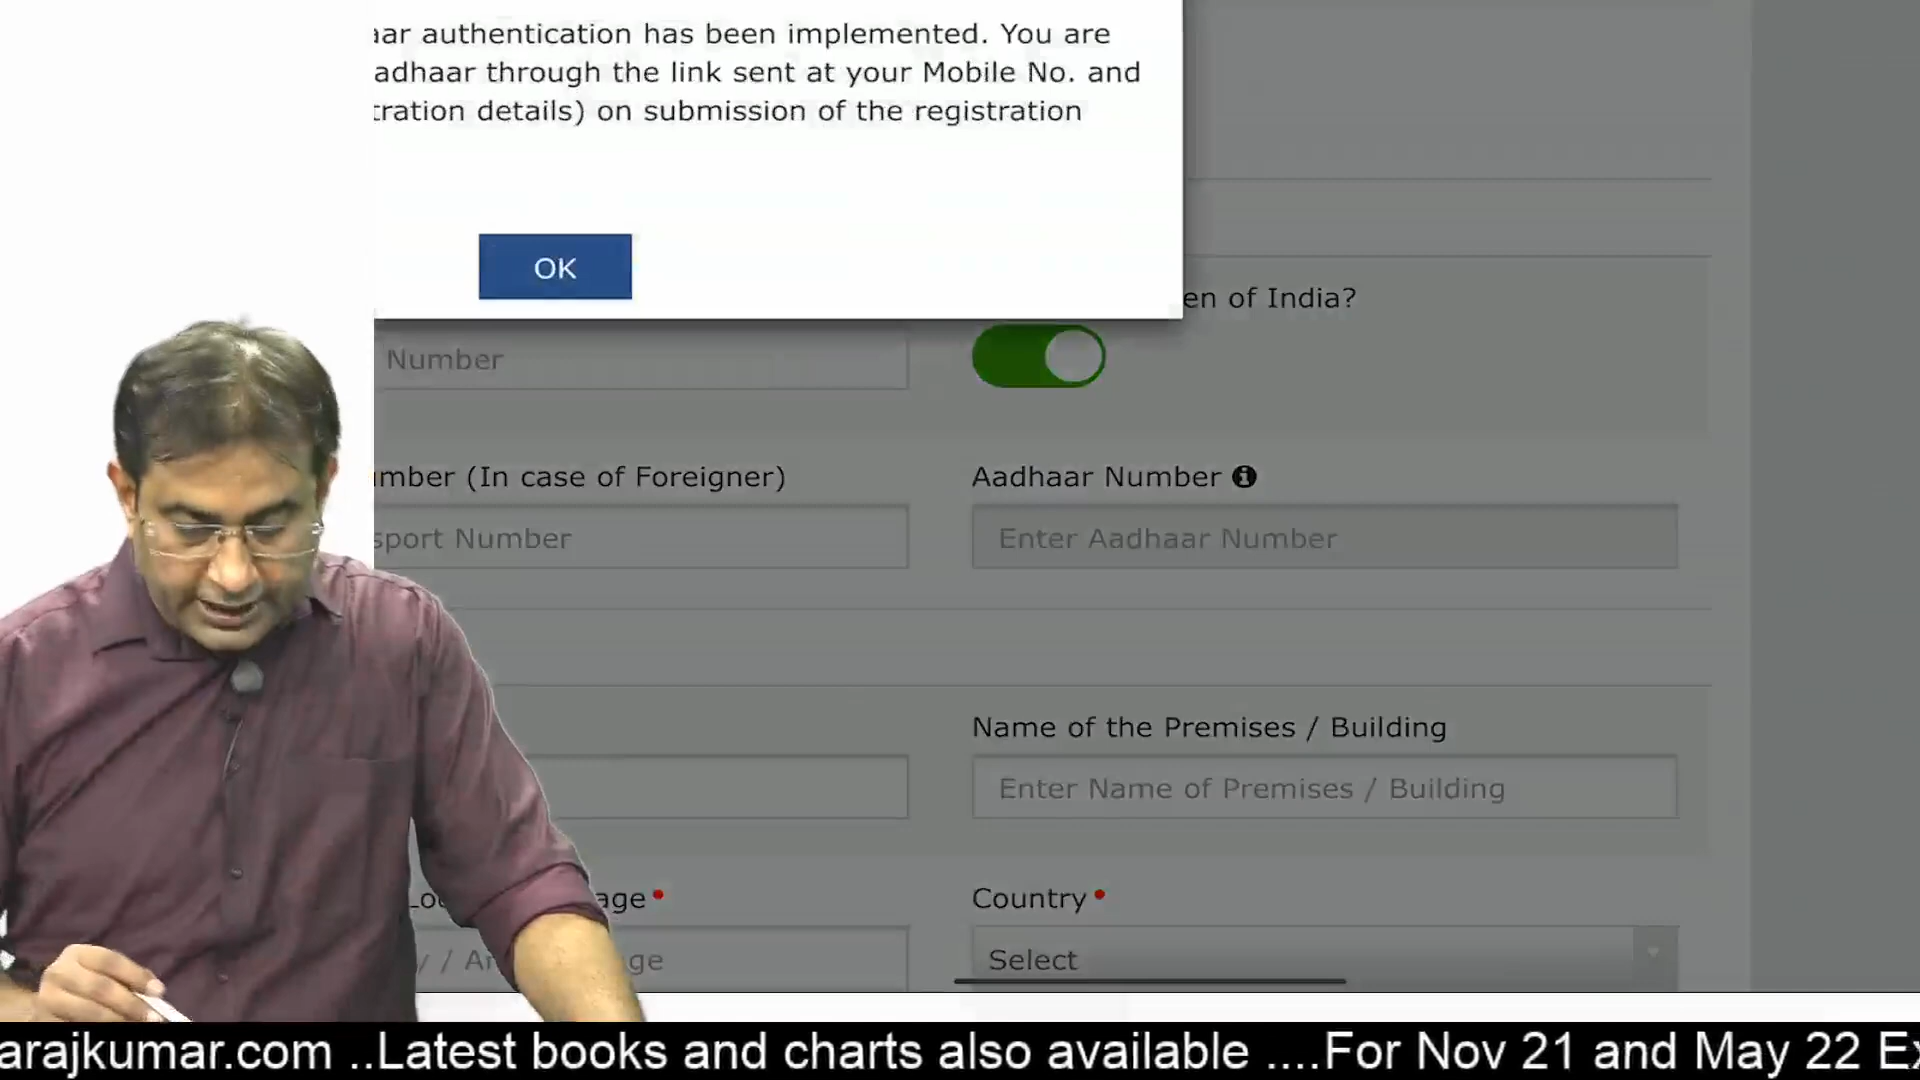 aar authentication has been implemented. You are
adhaar through the link sent at your Mobile No. and
tration details) on submission of the registration
OK
en of India?
Number
mber (In case of Foreigner)
Aadhaar Number
sport Number
Enter Aadhaar Number
Name of the Premises / Building
Enter Name of Premises / Building
Country
Select
arajkumar.com ..Latest books and charts also available ....For Nov 21 and May 22 Ex